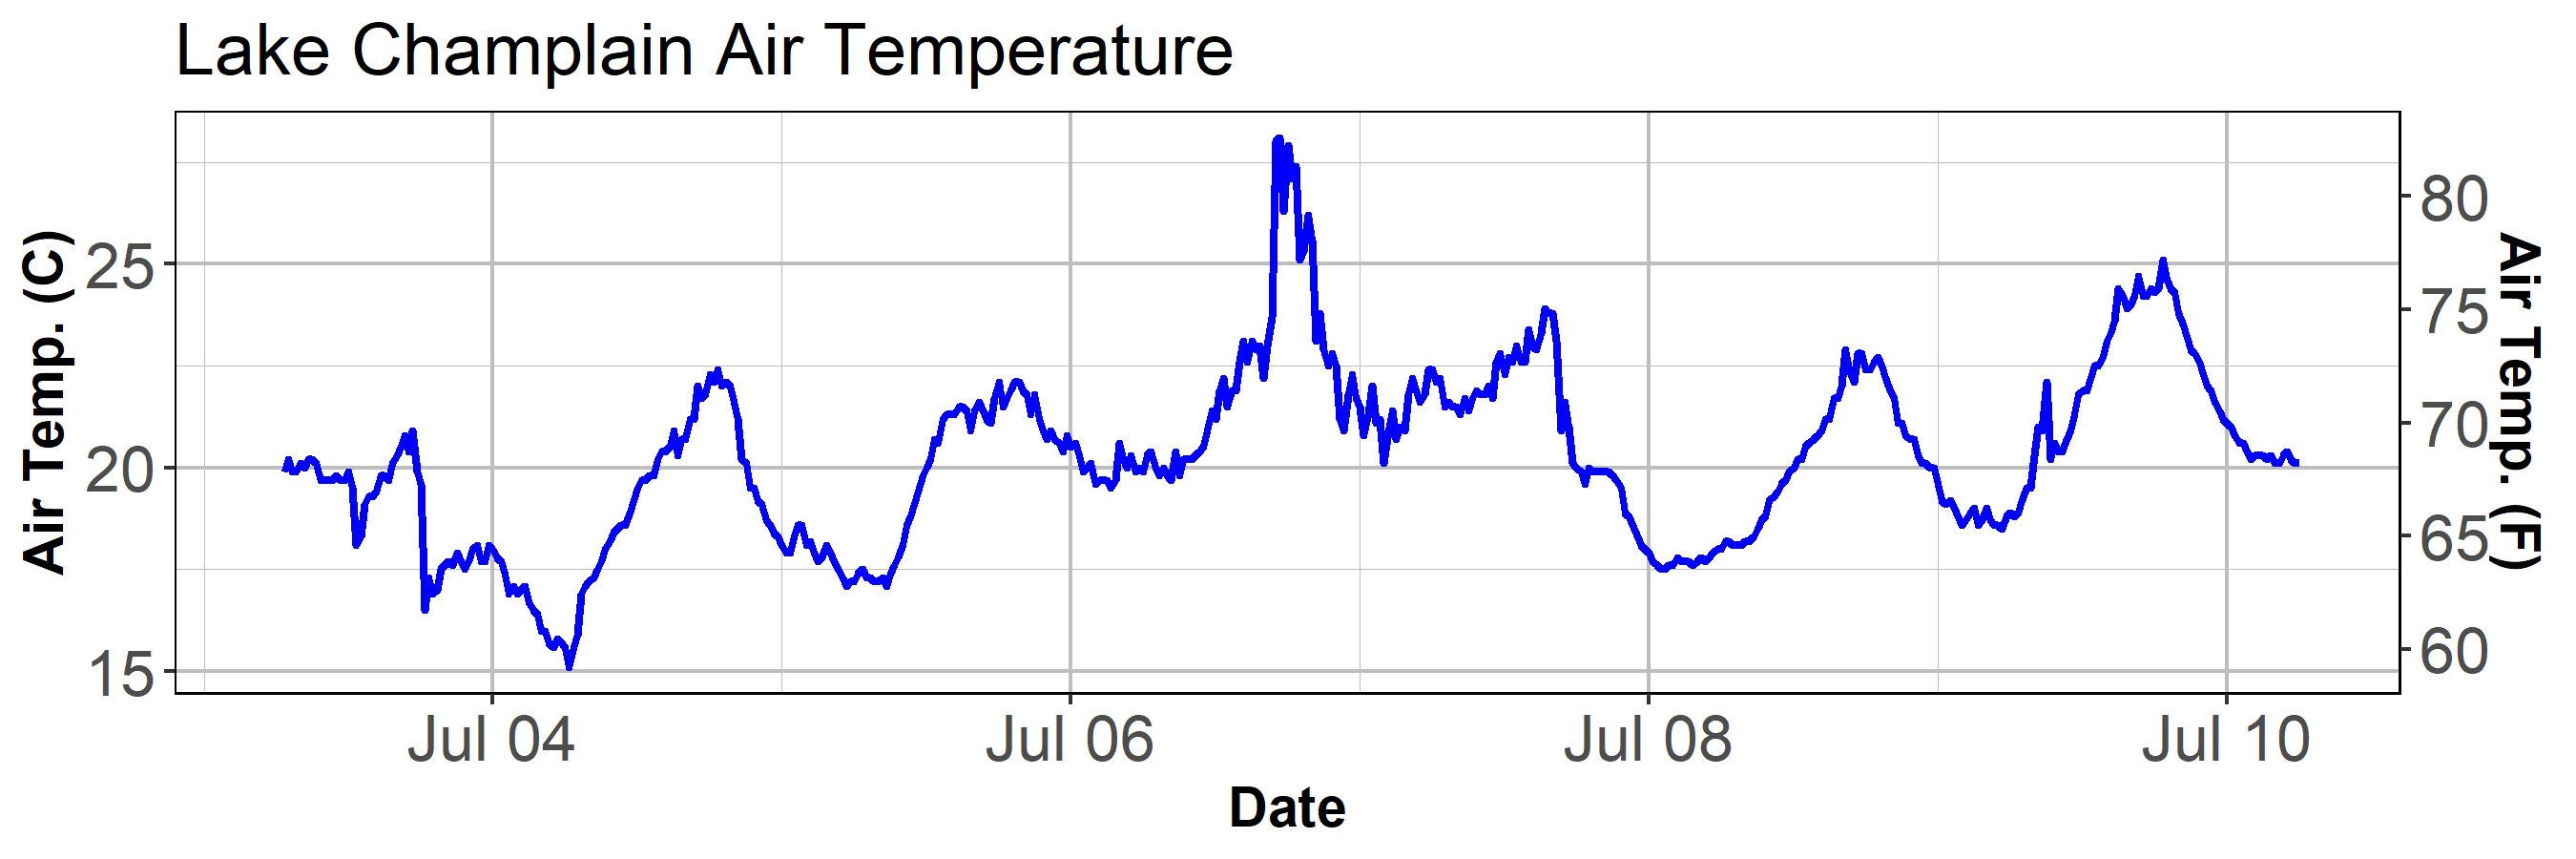 Lake Champlain Air Temperature
Air Temp. (C)
25
20
15
80
75
70
65
60
Air Temp. (F)
Jul 04 Jul 06 Jul 08 Jul 10
Date